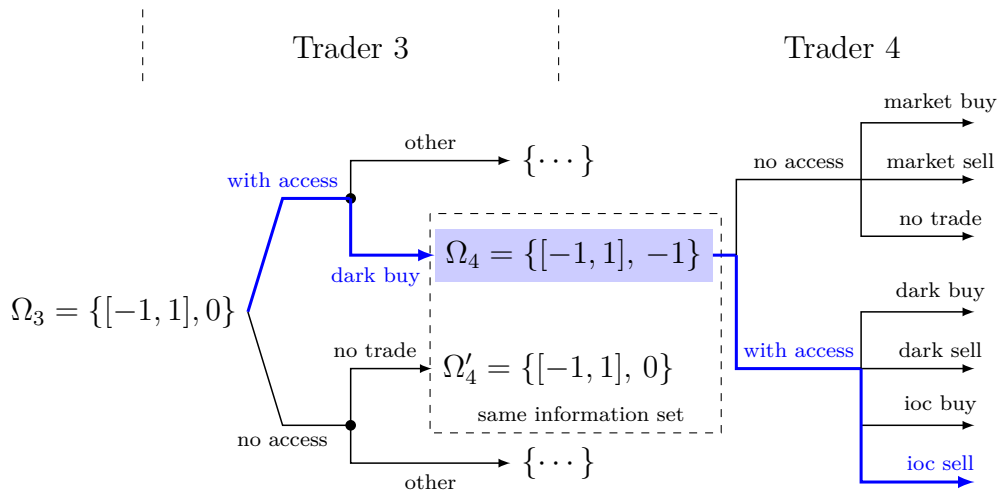 Trader 3
Trader 4
market buy
other
{···}
no access
market sell
with access
no trade
Ω₄ = {[−1, 1], −1}
dark buy
dark buy
Ω₃ = {[−1, 1], 0}
no trade
with access
dark sell
Ω′₄ = {[−1, 1], 0}
same information set
ioc buy
no access
{···}
ioc sell
other